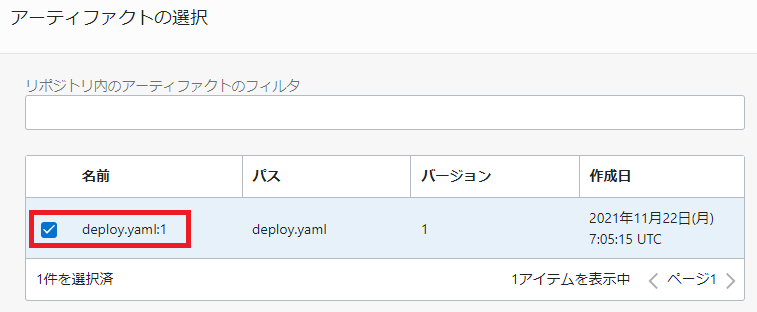 アーティファクトの選択
リポジトリ内のアーティファクトのフィルタ
名前 パス バージョン 作成日
deploy.yaml:1 deploy.yaml 1 2021年11月22日(月)
7:05:15 UTC
1件を選択済 1アイテムを表示中 ページ1